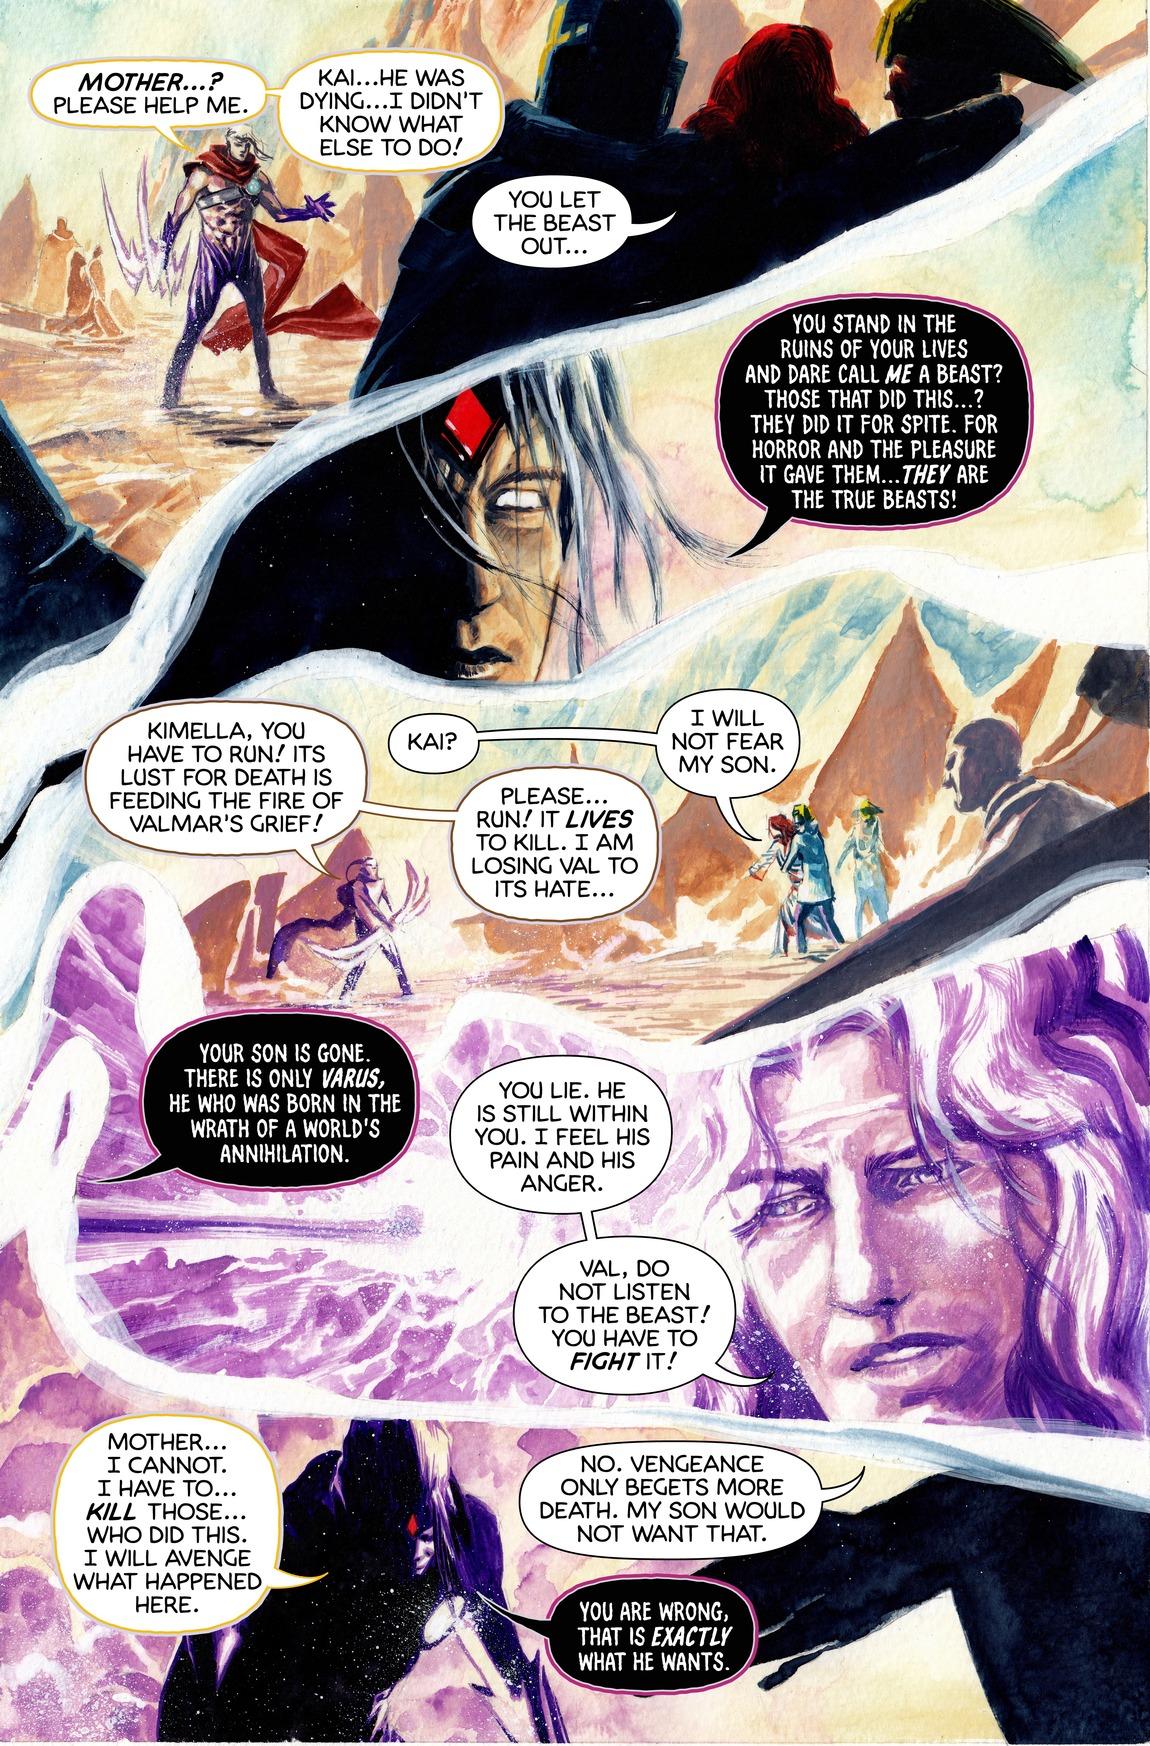 MOTHER...?
PLEASE HELP ME.
KAI...HE WAS
DYING...I DIDN'T
KNOW WHAT
ELSE TO DO!
YOU LET
THE BEAST
OUT...
YOU STAND IN THE
RUINS OF YOUR LIVES
AND DARE CALL ME A BEAST?
THOSE THAT DID THIS...?
THEY DID IT FOR SPITE. FOR
HORROR AND THE PLEASURE
IT GAVE THEM...THEY ARE
THE TRUE BEASTS!
KIMELLA, YOU
HAVE TO RUN! ITS
LUST FOR DEATH IS
FEEDING THE FIRE OF
VALMAR'S GRIEF!
PLEASE...
RUN! IT LIVES
TO KILL. I AM
LOSING VAL TO
ITS HATE...
KAI?
I WILL
NOT FEAR
MY SON.
YOUR SON IS GONE.
THERE IS ONLY VARUS,
HE WHO WAS BORN IN THE
WRATH OF A WORLD'S
ANNIHILATION.
YOU LIE. HE
IS STILL WITHIN
YOU. I FEEL HIS
PAIN AND HIS
ANGER.
VAL, DO
NOT LISTEN
TO THE BEAST!
YOU HAVE TO
FIGHT IT!
MOTHER...
I CANNOT.
I HAVE TO...
KILL THOSE...
WHO DID THIS.
I WILL AVENGE
WHAT HAPPENED
HERE.
NO. VENGEANCE
ONLY BEGETS MORE
DEATH. MY SON WOULD
NOT WANT THAT.
YOU ARE WRONG,
THAT IS EXACTLY
WHAT HE WANTS.